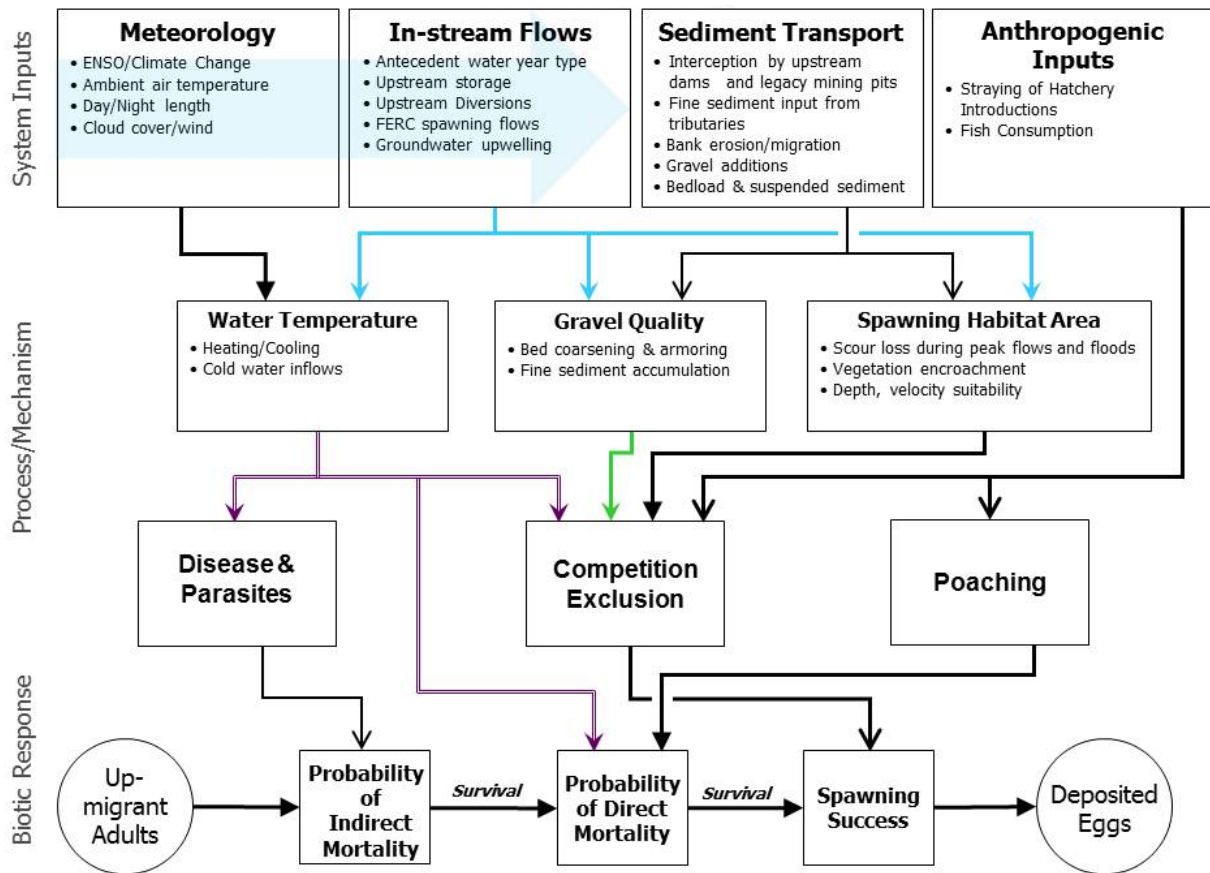 System Inputs
Meteorology
• ENSO/Climate Change
• Ambient air temperature
• Day/Night length
• Cloud cover/wind
In-stream Flows
• Antecedent water year type
• Upstream storage
• Upstream Diversions
• FERC spawning flows
• Groundwater upwelling
Sediment Transport
• Interception by upstream
dams and legacy mining pits
• Fine sediment input from
tributaries
• Bank erosion/migration
• Gravel additions
• Bedload & suspended sediment
Anthropogenic
Inputs
• Straying of Hatchery
Introductions
• Fish Consumption
Process/Mechanism
Water Temperature
• Heating/Cooling
• Cold water inflows
Gravel Quality
• Bed coarsening & armoring
• Fine sediment accumulation
Spawning Habitat Area
• Scour loss during peak flows and floods
• Vegetation encroachment
• Depth, velocity suitability
Disease &
Parasites
Competition
Exclusion
Poaching
Biotic Response
Up-
migrant
Adults
Probability
of
Indirect
Mortality
Survival
Probability
of Direct
Mortality
Survival
Spawning
Success
Deposited
Eggs